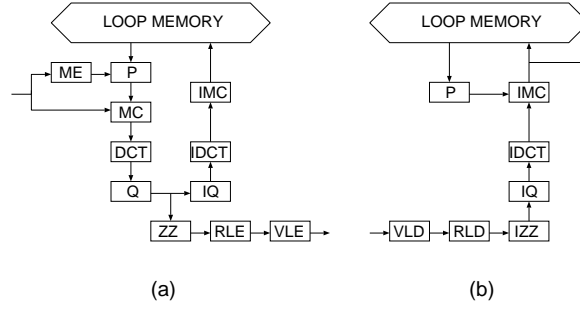 LOOP MEMORY
ME
P
IMC
MC
DCT
IDCT
Q
IQ
ZZ
RLE
VLE
(a)
LOOP MEMORY
P
IMC
IDCT
IQ
VLD
RLD
IZZ
(b)